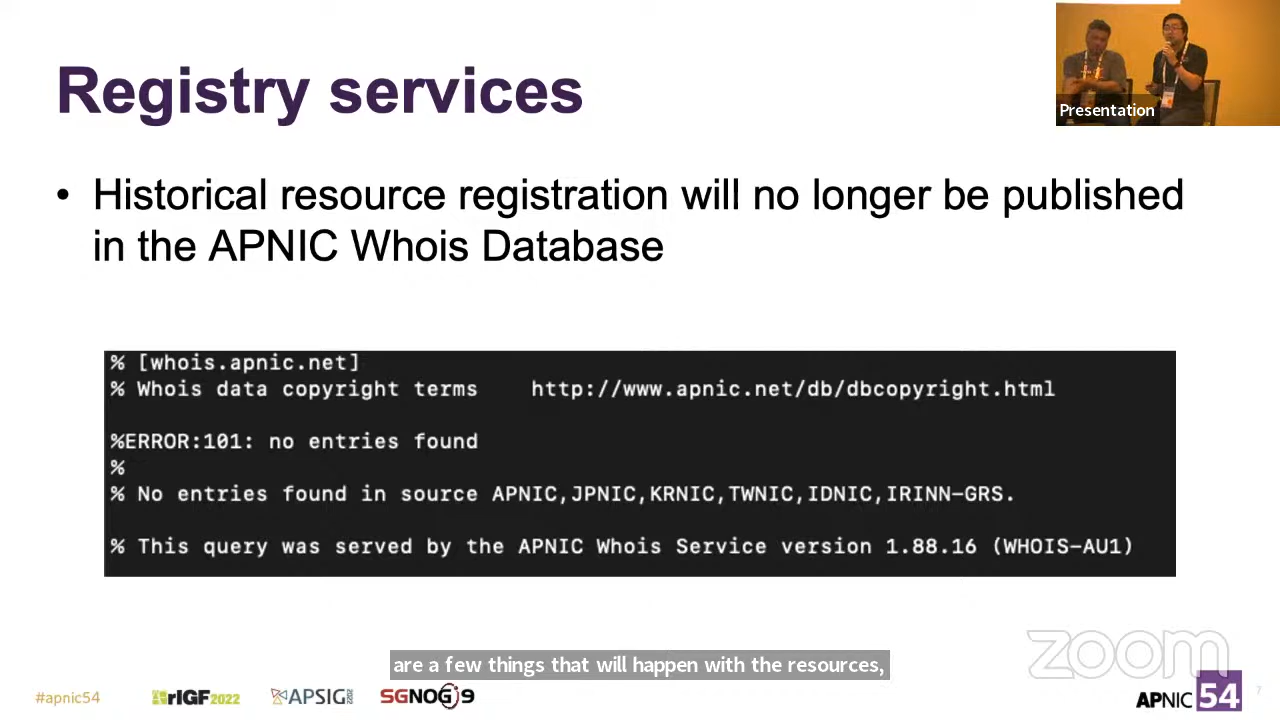 Registry services
Presentation
• Historical resource registration will no longer be published
in the APNIC Whois Database
% [whois.apnic.net]
% Whois data copyright terms    http://www.apnic.net/db/dbcopyright.html
%ERROR:101: no entries found
%
% No entries found in source APNIC,JPNIC,KRNIC,TWNIC,IDNIC,IRINN-GRS.
% This query was served by the APNIC Whois Service version 1.88.16 (WHOIS-AU1)
are a few things that will happen with the resources,
zoom
#apnic54
rIGF2022
APSIG
SGNOG 9
APNIC 54
7